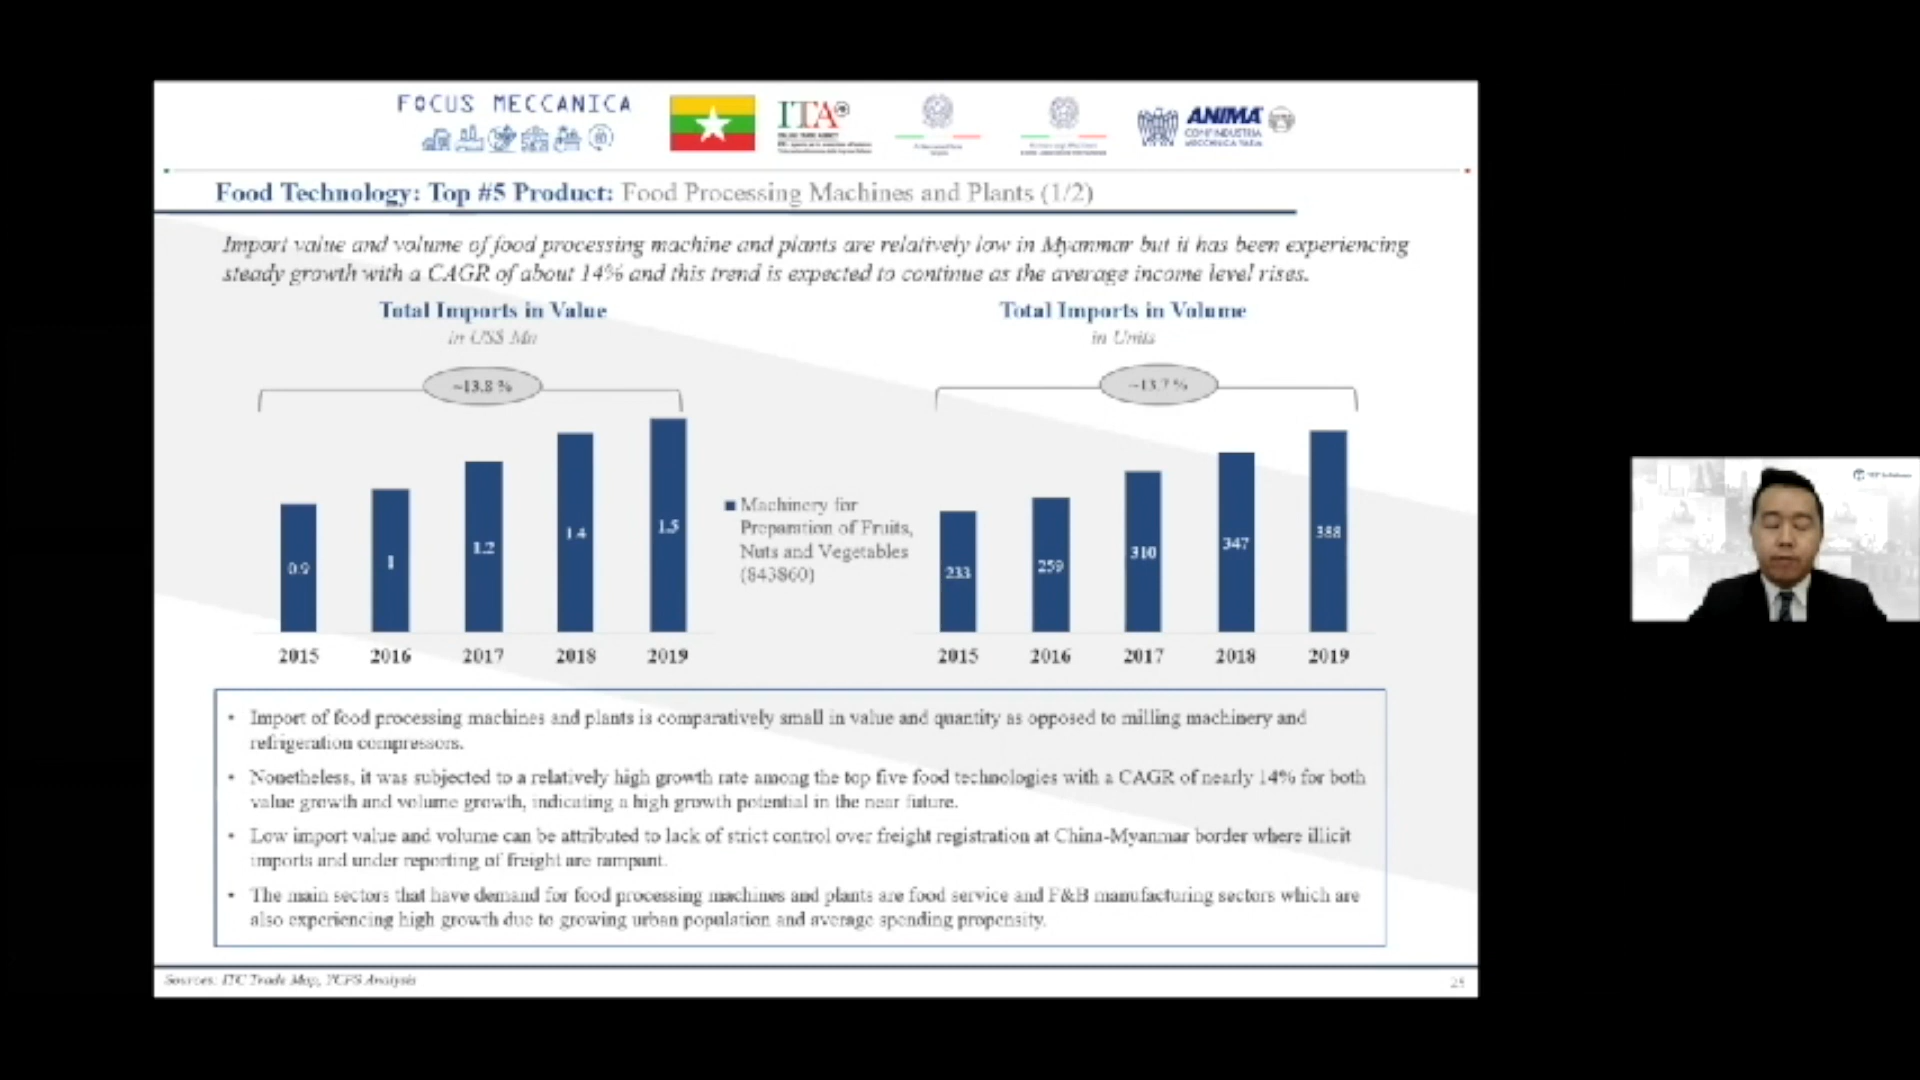 FOCUS MECCANICA
ITA
ANIMA
CONFINDUSTRIA
MECCANICA VARIA
Food Technology: Top #5 Product: Food Processing Machines and Plants (1/2)
Import value and volume of food processing machine and plants are relatively low in Myanmar but it has been experiencing
steady growth with a CAGR of about 14% and this trend is expected to continue as the average income level rises.
Total Imports in Value
in US$ Mn
~13.8 %
0.9
1
1.2
1.4
1.5
2015 2016 2017 2018 2019
Machinery for
Preparation of Fruits,
Nuts and Vegetables
(843860)
Total Imports in Volume
in Units
~13.7 %
233
259
310
347
388
2015 2016 2017 2018 2019
• Import of food processing machines and plants is comparatively small in value and quantity as opposed to milling machinery and
refrigeration compressors.
• Nonetheless, it was subjected to a relatively high growth rate among the top five food technologies with a CAGR of nearly 14% for both
value growth and volume growth, indicating a high growth potential in the near future.
• Low import value and volume can be attributed to lack of strict control over freight registration at China-Myanmar border where illicit
imports and under reporting of freight are rampant.
• The main sectors that have demand for food processing machines and plants are food service and F&B manufacturing sectors which are
also experiencing high growth due to growing urban population and average spending propensity.
Sources: ITC Trade Map, YCPS Analysis
25